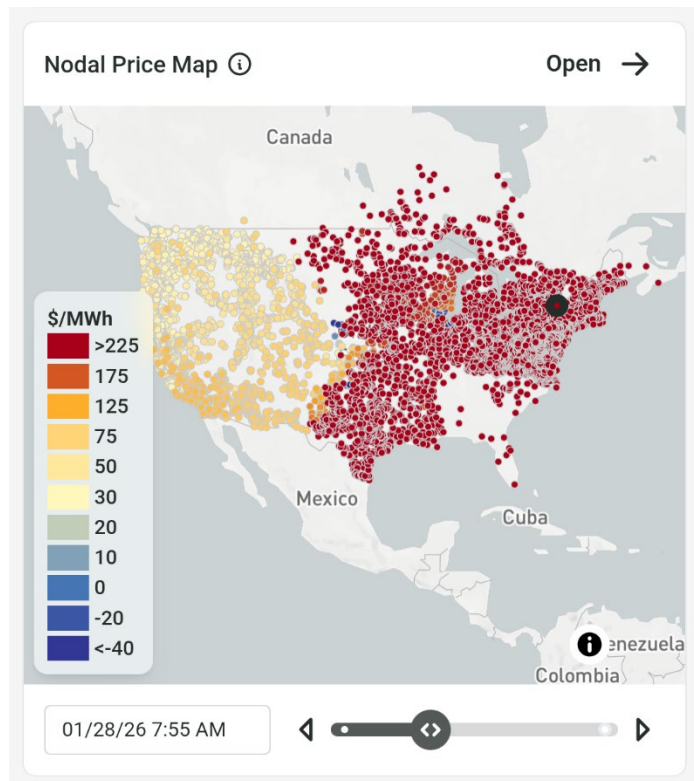 Nodal Price Map
Open →
Canada
$/MWh
>225
175
125
75
50
30
20
10
0
-20
<-40
Mexico
Cuba
enezuela
Colombia
01/28/26 7:55 AM